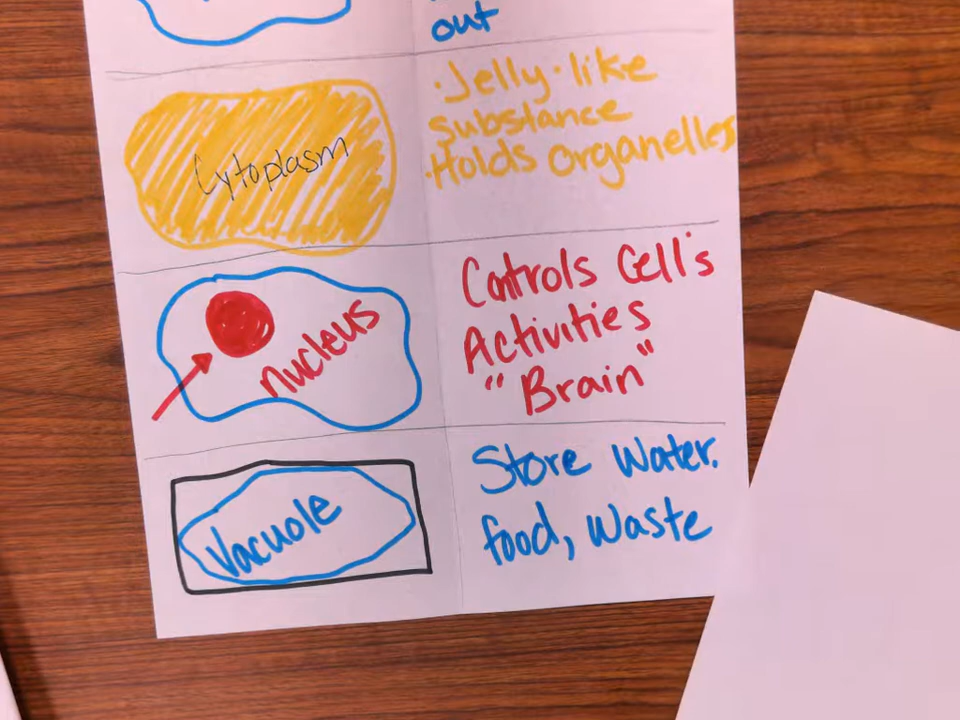 out
Cytoplasm
·Jelly-like
substance
·Holds Organelles
nucleus
Controls Cell's
Activities
"Brain"
Vacuole
Store Water,
food, Waste